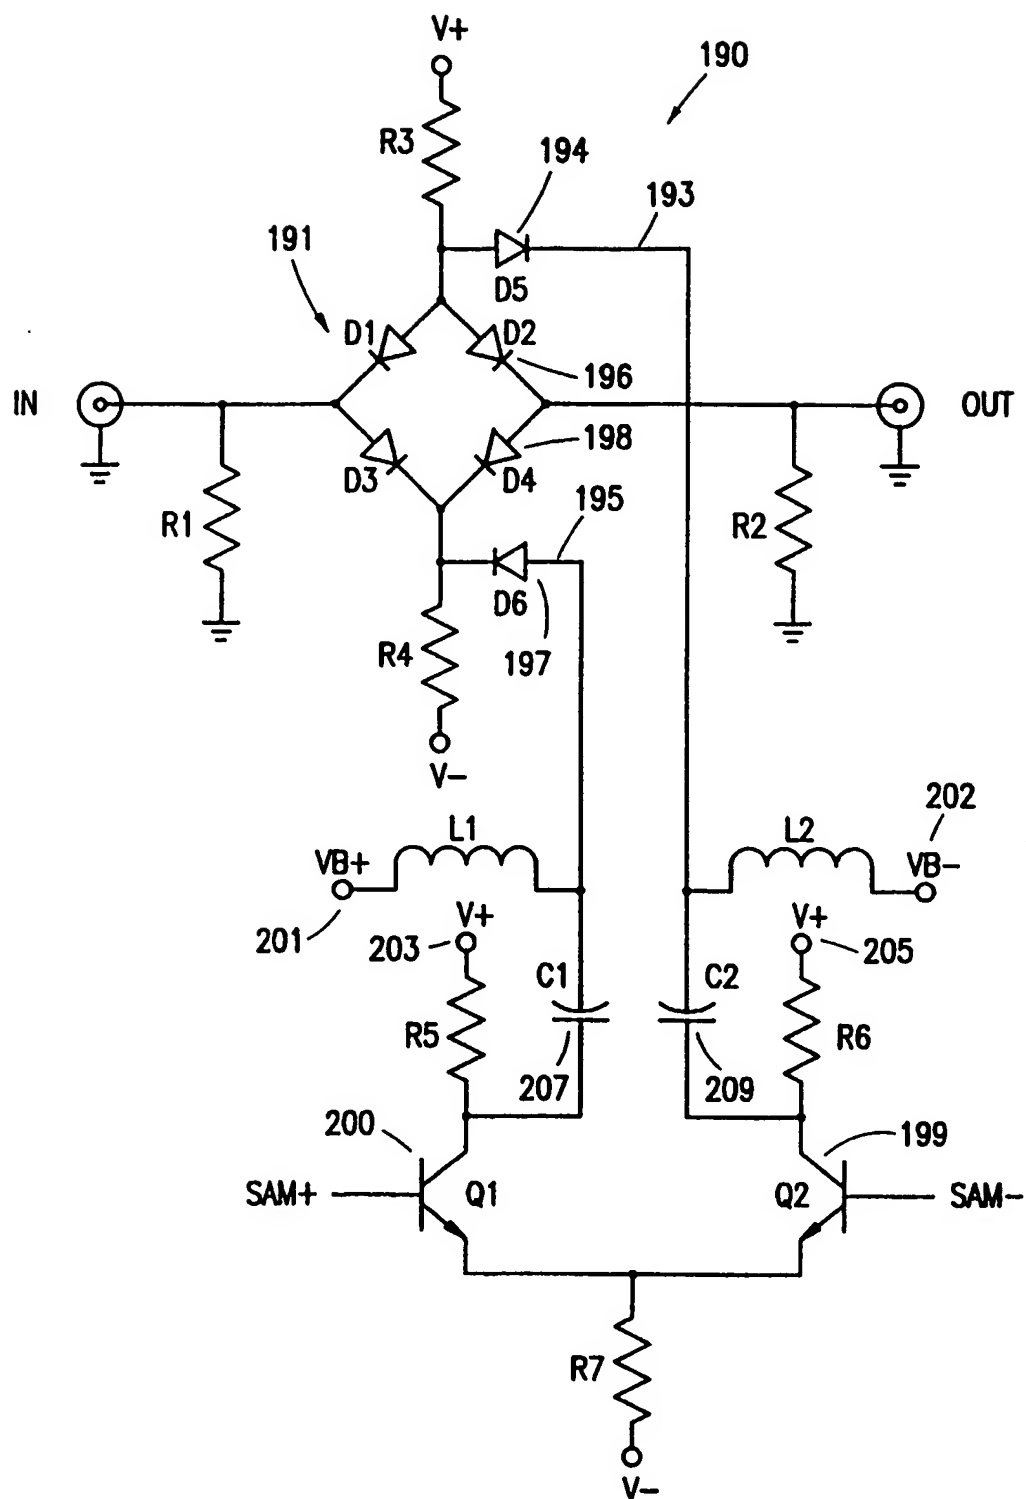 V+
190
R3
194
193
191
D5
D1
D2
196
IN
OUT
198
D3
D4
195
R1
R2
D6
197
R4
V-
202
L1
L2
VB+
VB-
201
V+
V+
203
205
C1
C2
R5
R6
207
209
200
199
SAM+
Q1
Q2
SAM-
R7
V-